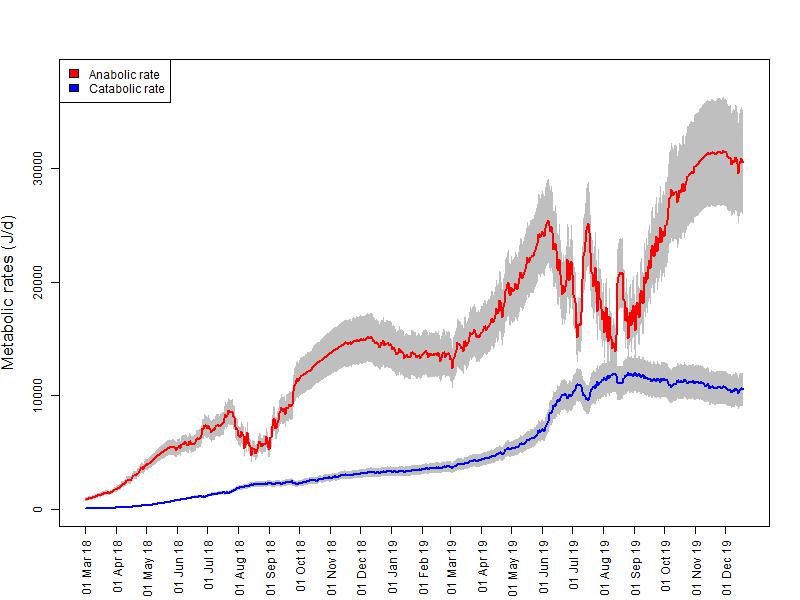 Anabolic rate
Catabolic rate
Metabolic rates (J/d)
30000
20000
10000
0
01 Mar 18
01 Apr 18
01 May 18
01 Jun 18
01 Jul 18
01 Aug 18
01 Sep 18
01 Oct 18
01 Nov 18
01 Dec 18
01 Jan 19
01 Feb 19
01 Mar 19
01 Apr 19
01 May 19
01 Jun 19
01 Jul 19
01 Aug 19
01 Sep 19
01 Oct 19
01 Nov 19
01 Dec 19